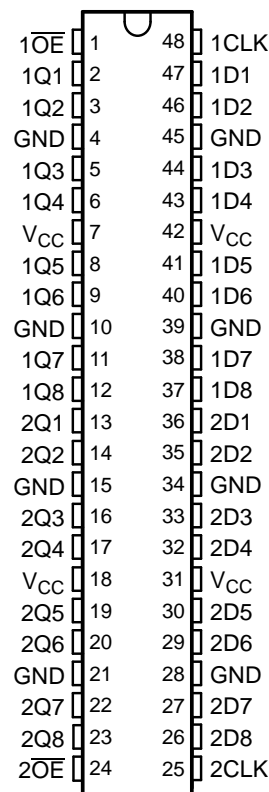 1O̅E̅ 1 48 1CLK
1Q1 2 47 1D1
1Q2 3 46 1D2
GND 4 45 GND
1Q3 5 44 1D3
1Q4 6 43 1D4
VCC 7 42 VCC
1Q5 8 41 1D5
1Q6 9 40 1D6
GND 10 39 GND
1Q7 11 38 1D7
1Q8 12 37 1D8
2Q1 13 36 2D1
2Q2 14 35 2D2
GND 15 34 GND
2Q3 16 33 2D3
2Q4 17 32 2D4
VCC 18 31 VCC
2Q5 19 30 2D5
2Q6 20 29 2D6
GND 21 28 GND
2Q7 22 27 2D7
2Q8 23 26 2D8
2O̅E̅ 24 25 2CLK